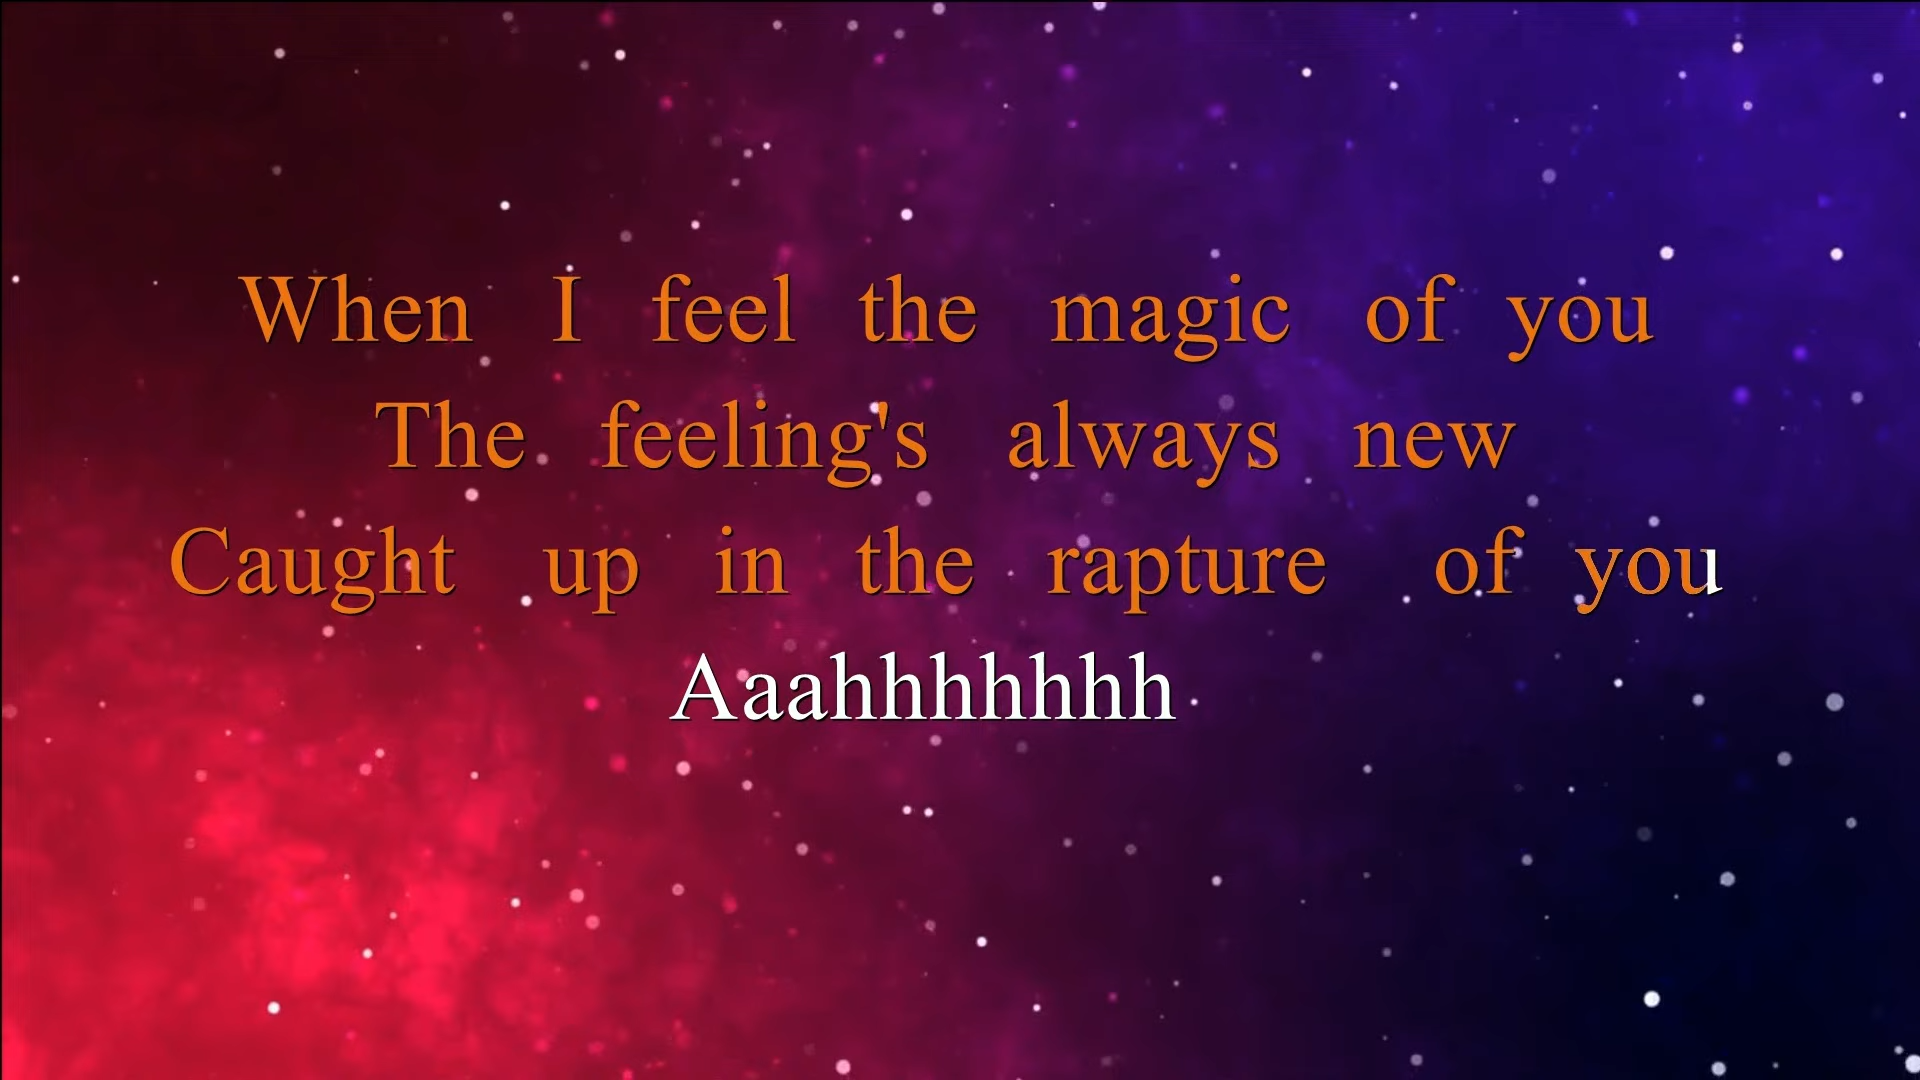 When I feel the magic of you
The feeling's always new
Caught up in the rapture of you
Aaahhhhhhh